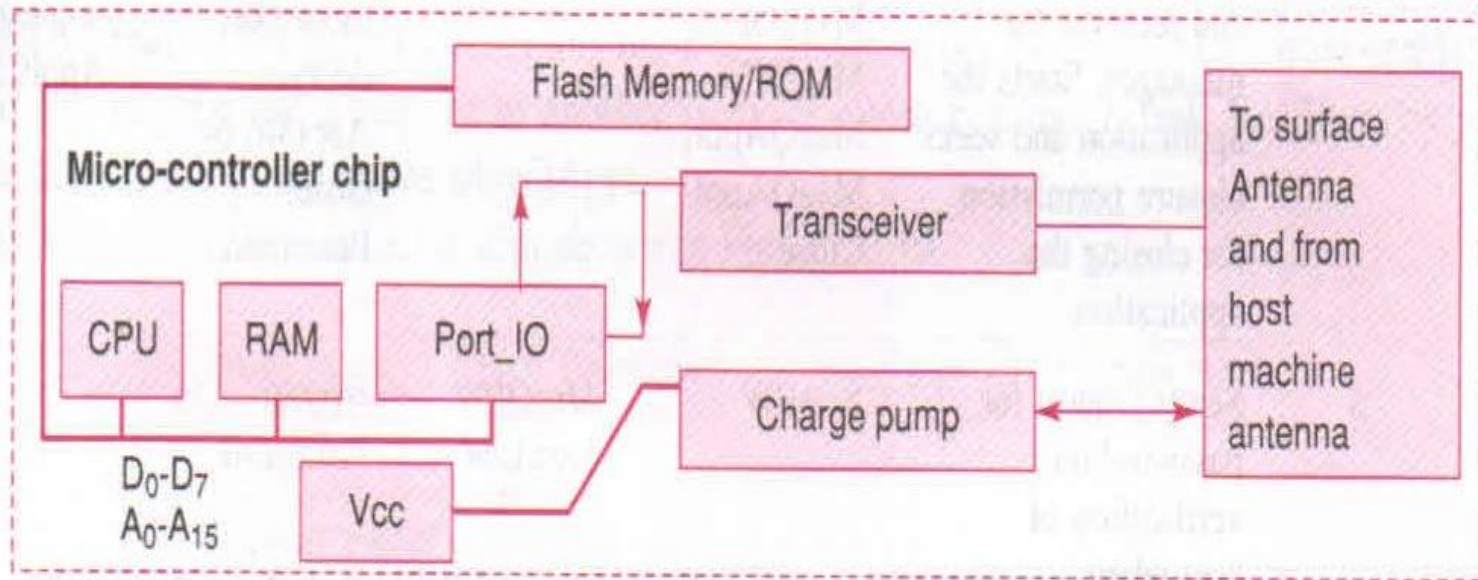 Flash Memory/ROM
Micro-controller chip
Transceiver
CPU
RAM
Port_IO
Charge pump
D0-D7
A0-A15
Vcc
To surface
Antenna
and from
host
machine
antenna